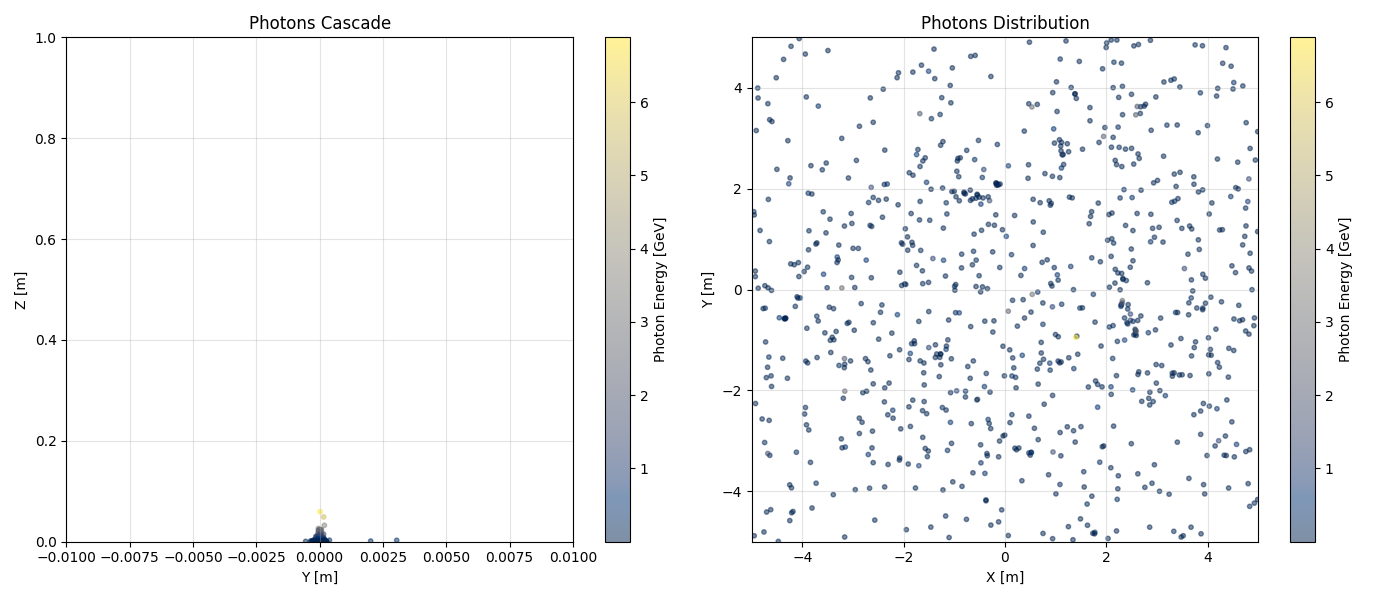 Photons Cascade
1.0
0.8
0.6
0.4
0.2
0.0
Z [m]
−0.0100 −0.0075 −0.0050 −0.0025 0.0000 0.0025 0.0050 0.0075 0.0100
Y [m]
6
5
4
3
2
1
Photon Energy [GeV]
Photons Distribution
4
2
0
−2
−4
Y [m]
−4 −2 0 2 4
X [m]
6
5
4
3
2
1
Photon Energy [GeV]